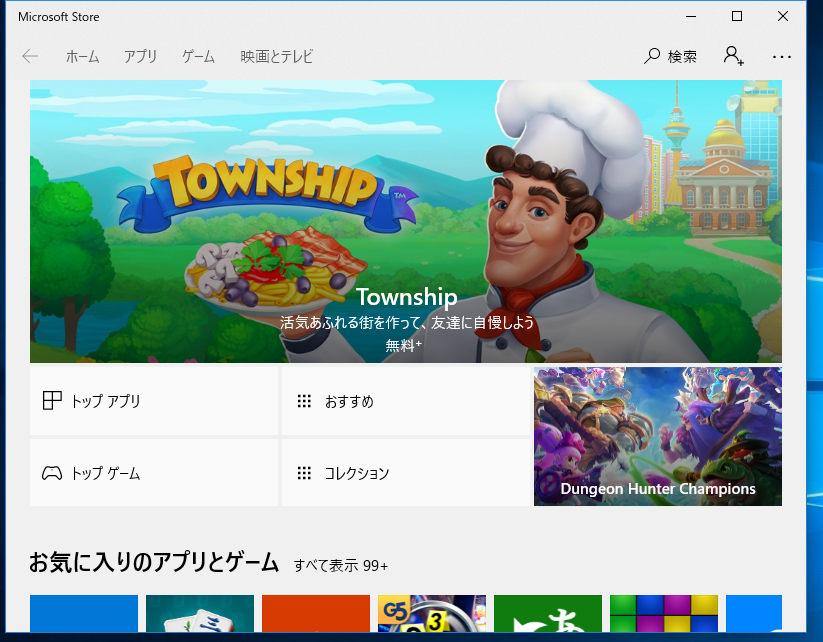 Microsoft Store
ホーム アプリ ゲーム 映画とテレビ 検索
TOWNSHIP™
Township
活気あふれる街を作って、友達に自慢しよう
無料+
トップ アプリ
おすすめ
トップ ゲーム
コレクション
Dungeon Hunter Champions
お気に入りのアプリとゲーム すべて表示 99+
G5
3
あ